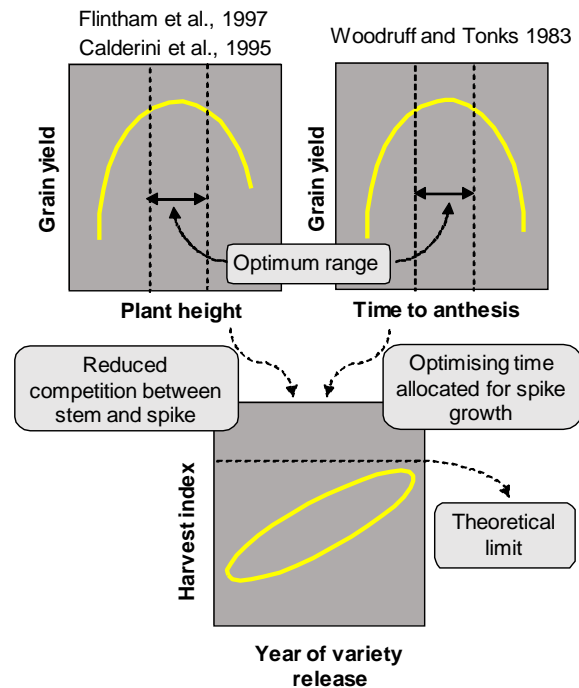 Flintham et al., 1997
Calderini et al., 1995
Woodruff and Tonks 1983
Grain yield
Grain yield
Optimum range
Plant height
Time to anthesis
Reduced
competition between
stem and spike
Optimising time
allocated for spike
growth
Harvest index
Theoretical
limit
Year of variety
release